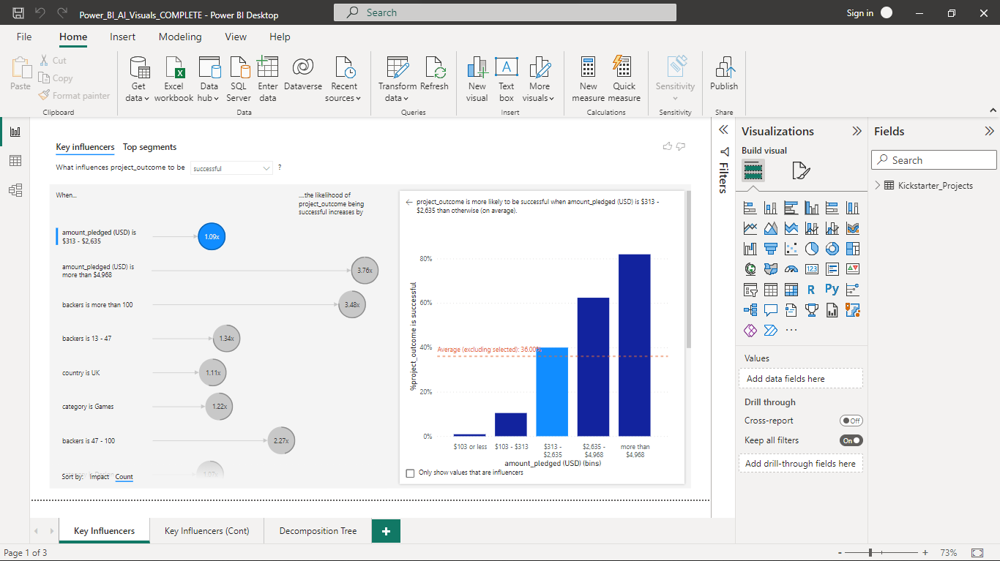 Power_BI_AI_Visuals_COMPLETE - Power BI Desktop
Search
Sign in
File
Home
Insert
Modeling
View
Help
Paste
Cut
Copy
Format painter
Clipboard
Get
data
Excel
workbook
Data
hub
SQL
Server
Enter
data
Dataverse
Recent
sources
Data
Transform
data
Refresh
Queries
New
visual
Text
box
More
visuals
Insert
New
measure
Quick
measure
Calculations
Sensitivity
Sensitivity
Publish
Share
Key influencers
Top segments
What influences project_outcome to be
successful
?
When...
....the likelihood of
project_outcome being
successful increases by
amount_pledged (USD) is
$313 - $2,635
1.09x
amount_pledged (USD) is
more than $4,968
3.76x
backers is more than 100
3.48x
backers is 13 - 47
1.34x
country is UK
1.11x
category is Games
1.22x
backers is 47 - 100
2.27x
Sort by:
Impact
Count
project_outcome is more likely to be successful when amount_pledged (USD) is $313 -
$2,635 than otherwise (on average).
%project_outcome is successful
80%
60%
40%
20%
0%
Average (excluding selected): 36.00%
$103 or less
$103 - $313
$313 -
$2,635
$2,635 -
$4,968
more than
$4,968
amount_pledged (USD) (bins)
Only show values that are influencers
Filters
Visualizations
Build visual
123
R
Py
Values
Add data fields here
Drill through
Cross-report
Off
Keep all filters
On
Add drill-through fields here
Fields
Search
Kickstarter_Projects
Key Influencers
Key Influencers (Cont)
Decomposition Tree
+
Page 1 of 3
-
+
73%